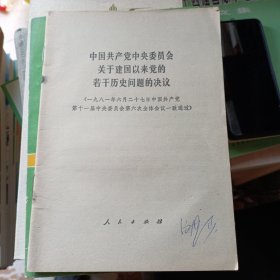 中国共产党中央委员会
关于建国以来党的
若干历史问题的决议
（一九八一年六月二十七日中国共产党
第十一届中央委员会第六次全体会议一致通过）
人民出版社